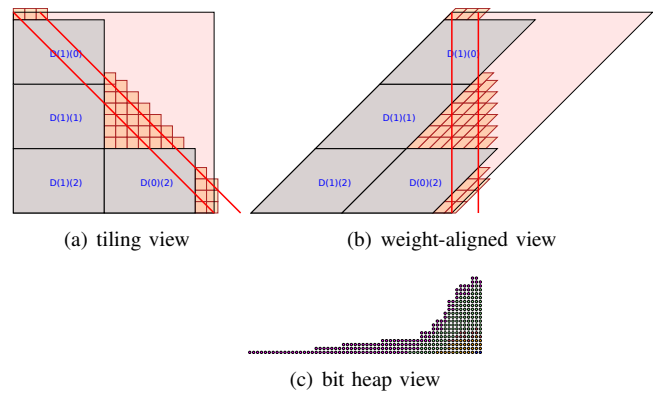 D(1)(0)
D(1)(1)
D(1)(2)
D(0)(2)
D(1)(0)
D(1)(1)
D(1)(2)
D(0)(2)
(a) tiling view
(b) weight-aligned view
(c) bit heap view